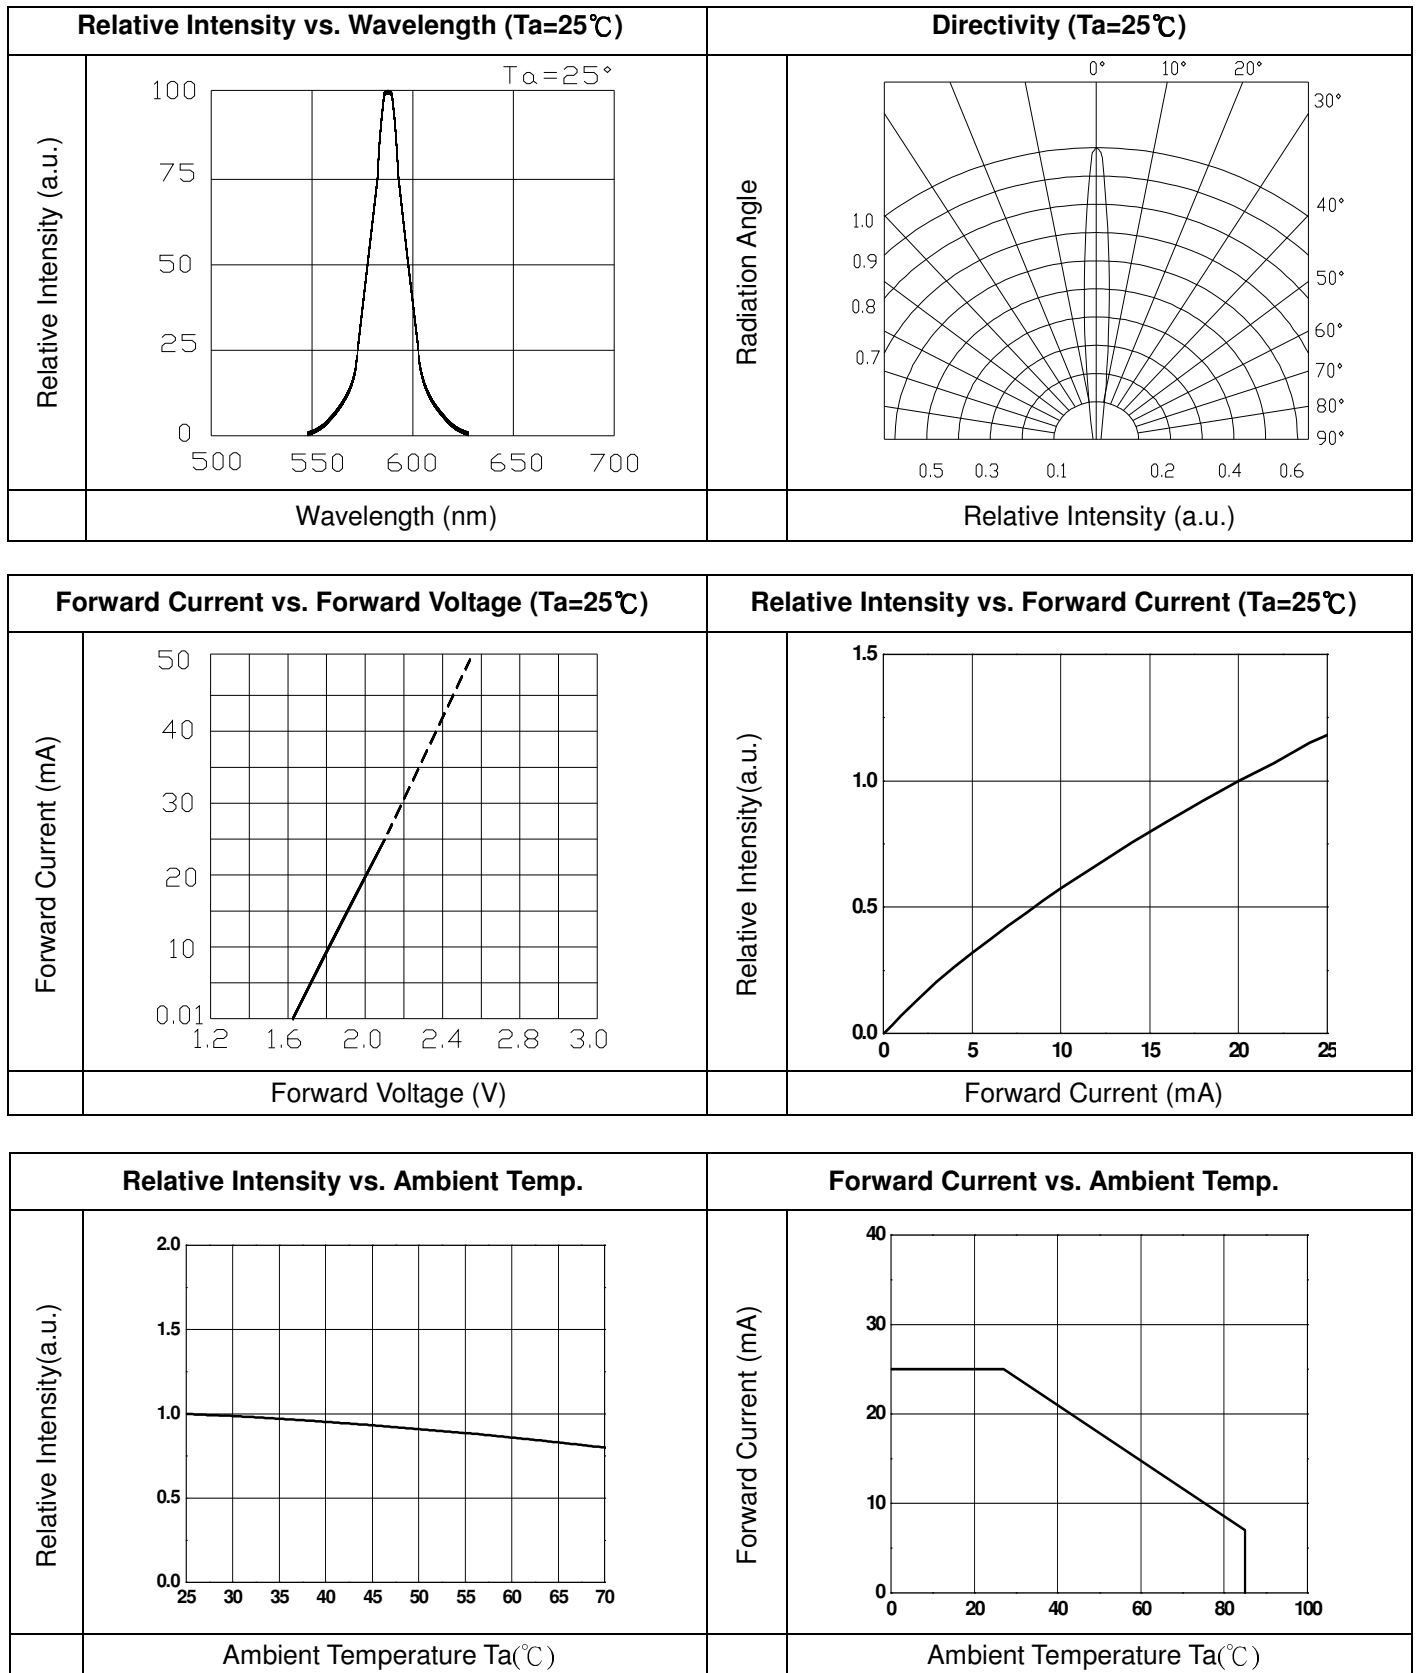 Relative Intensity vs. Wavelength (Ta=25℃)
Directivity (Ta=25℃)
Relative Intensity (a.u.)
Ta=25°
100
75
50
25
0
500 550 600 650 700
Wavelength (nm)
Radiation Angle
0° 10° 20°
30°
40°
50°
60°
70°
80°
90°
1.0
0.9
0.8
0.7
0.5 0.3 0.1 0.2 0.4 0.6
Relative Intensity (a.u.)
Forward Current vs. Forward Voltage (Ta=25℃)
Relative Intensity vs. Forward Current (Ta=25℃)
Forward Current (mA)
50
40
30
20
10
0.01
1.2 1.6 2.0 2.4 2.8 3.0
Forward Voltage (V)
Relative Intensity(a.u.)
1.5
1.0
0.5
0.0
0 5 10 15 20 25
Forward Current (mA)
Relative Intensity vs. Ambient Temp.
Forward Current vs. Ambient Temp.
Relative Intensity(a.u.)
2.0
1.5
1.0
0.5
0.0
25 30 35 40 45 50 55 60 65 70
Ambient Temperature Ta(℃)
Forward Current (mA)
40
30
20
10
0
0 20 40 60 80 100
Ambient Temperature Ta(℃)